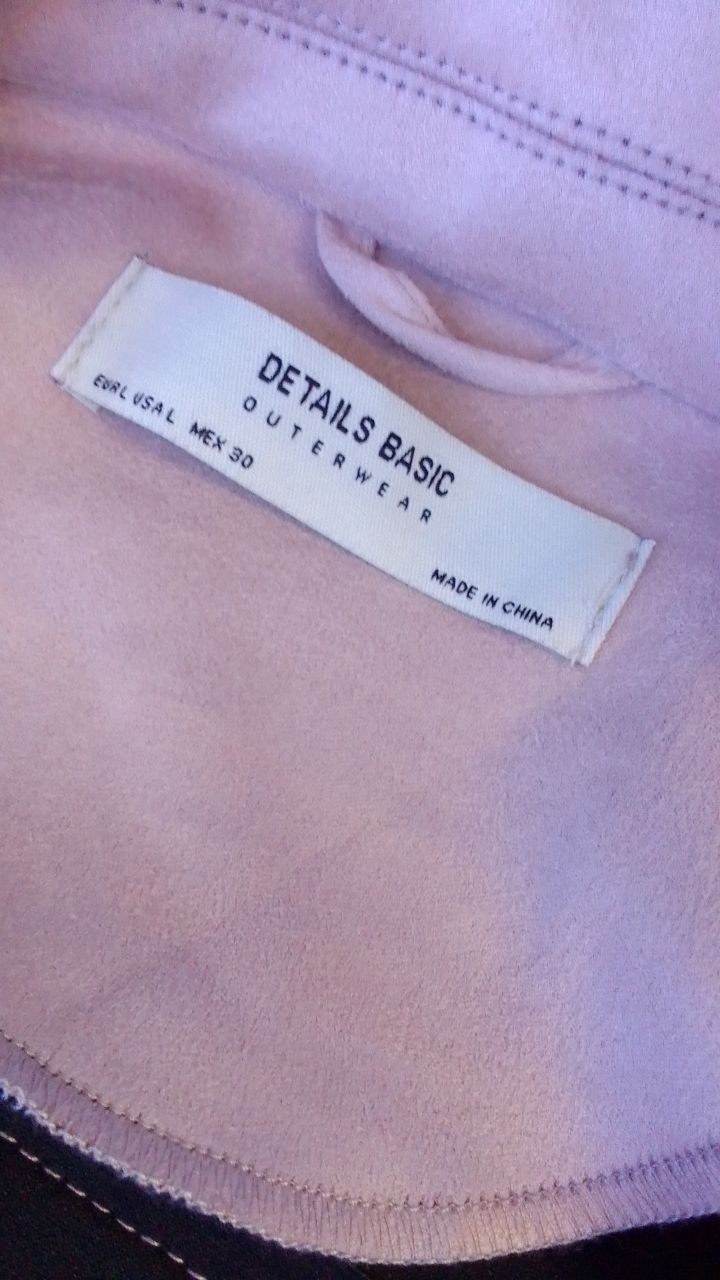 DETAILS BASIC
OUTERWEAR
EUR L USA L MEX 30
MADE IN CHINA